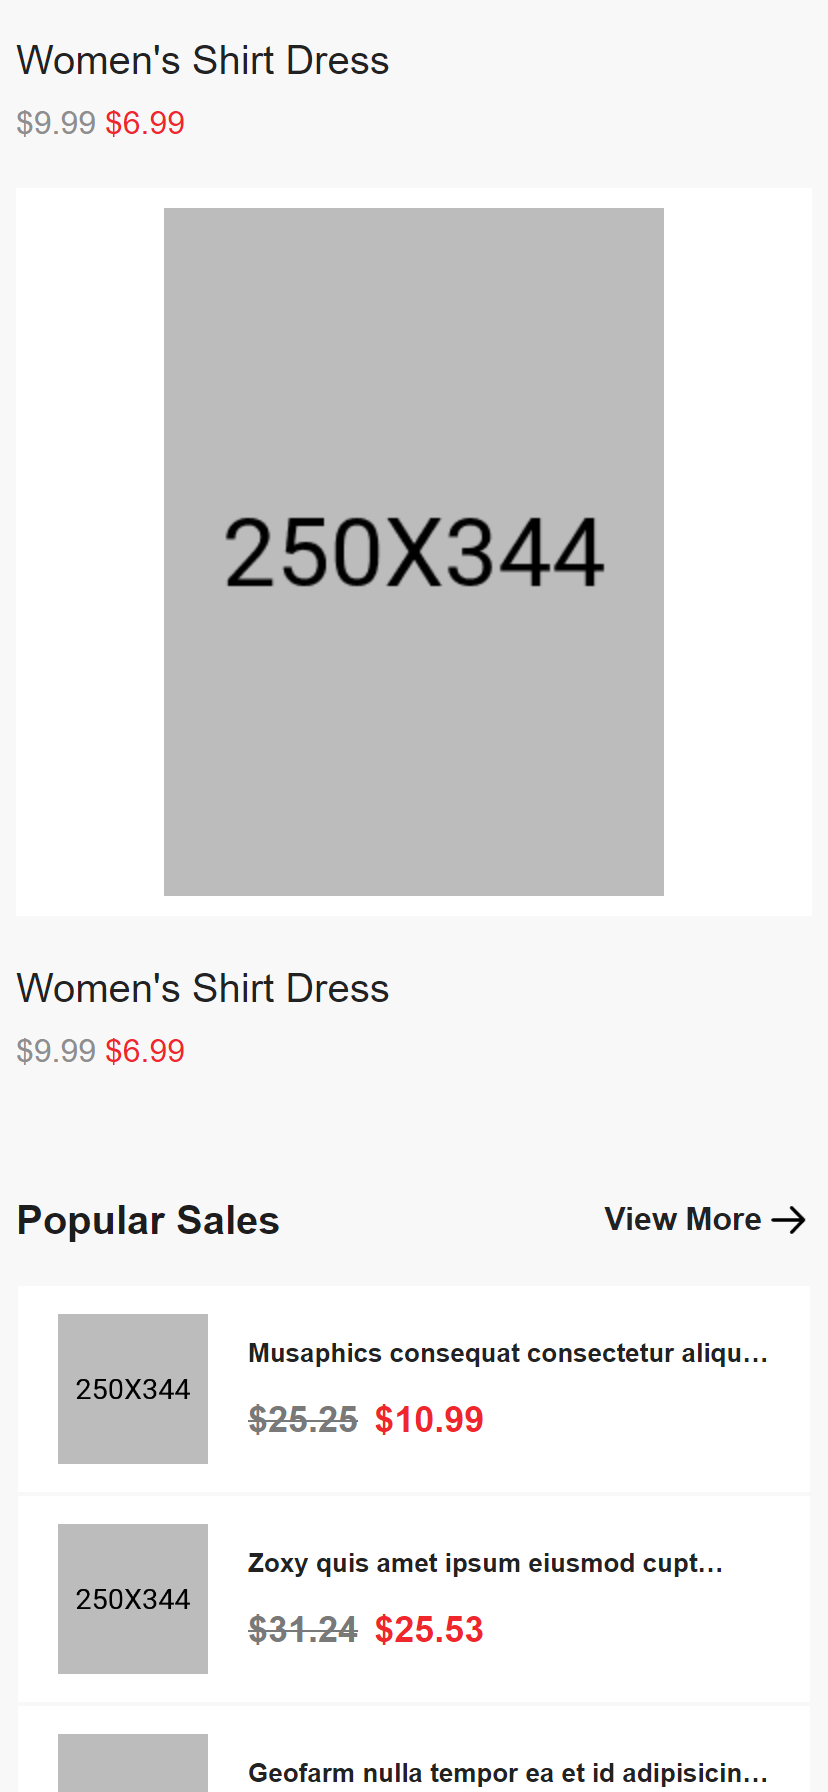 Women's Shirt Dress
$9.99 $6.99
250X344
Women's Shirt Dress
$9.99 $6.99
Popular Sales
View More
250X344
Musaphics consequat consectetur aliqu...
$25.25 $10.99
250X344
Zoxy quis amet ipsum eiusmod cupt...
$31.24 $25.53
Geofarm nulla tempor ea et id adipisicin...